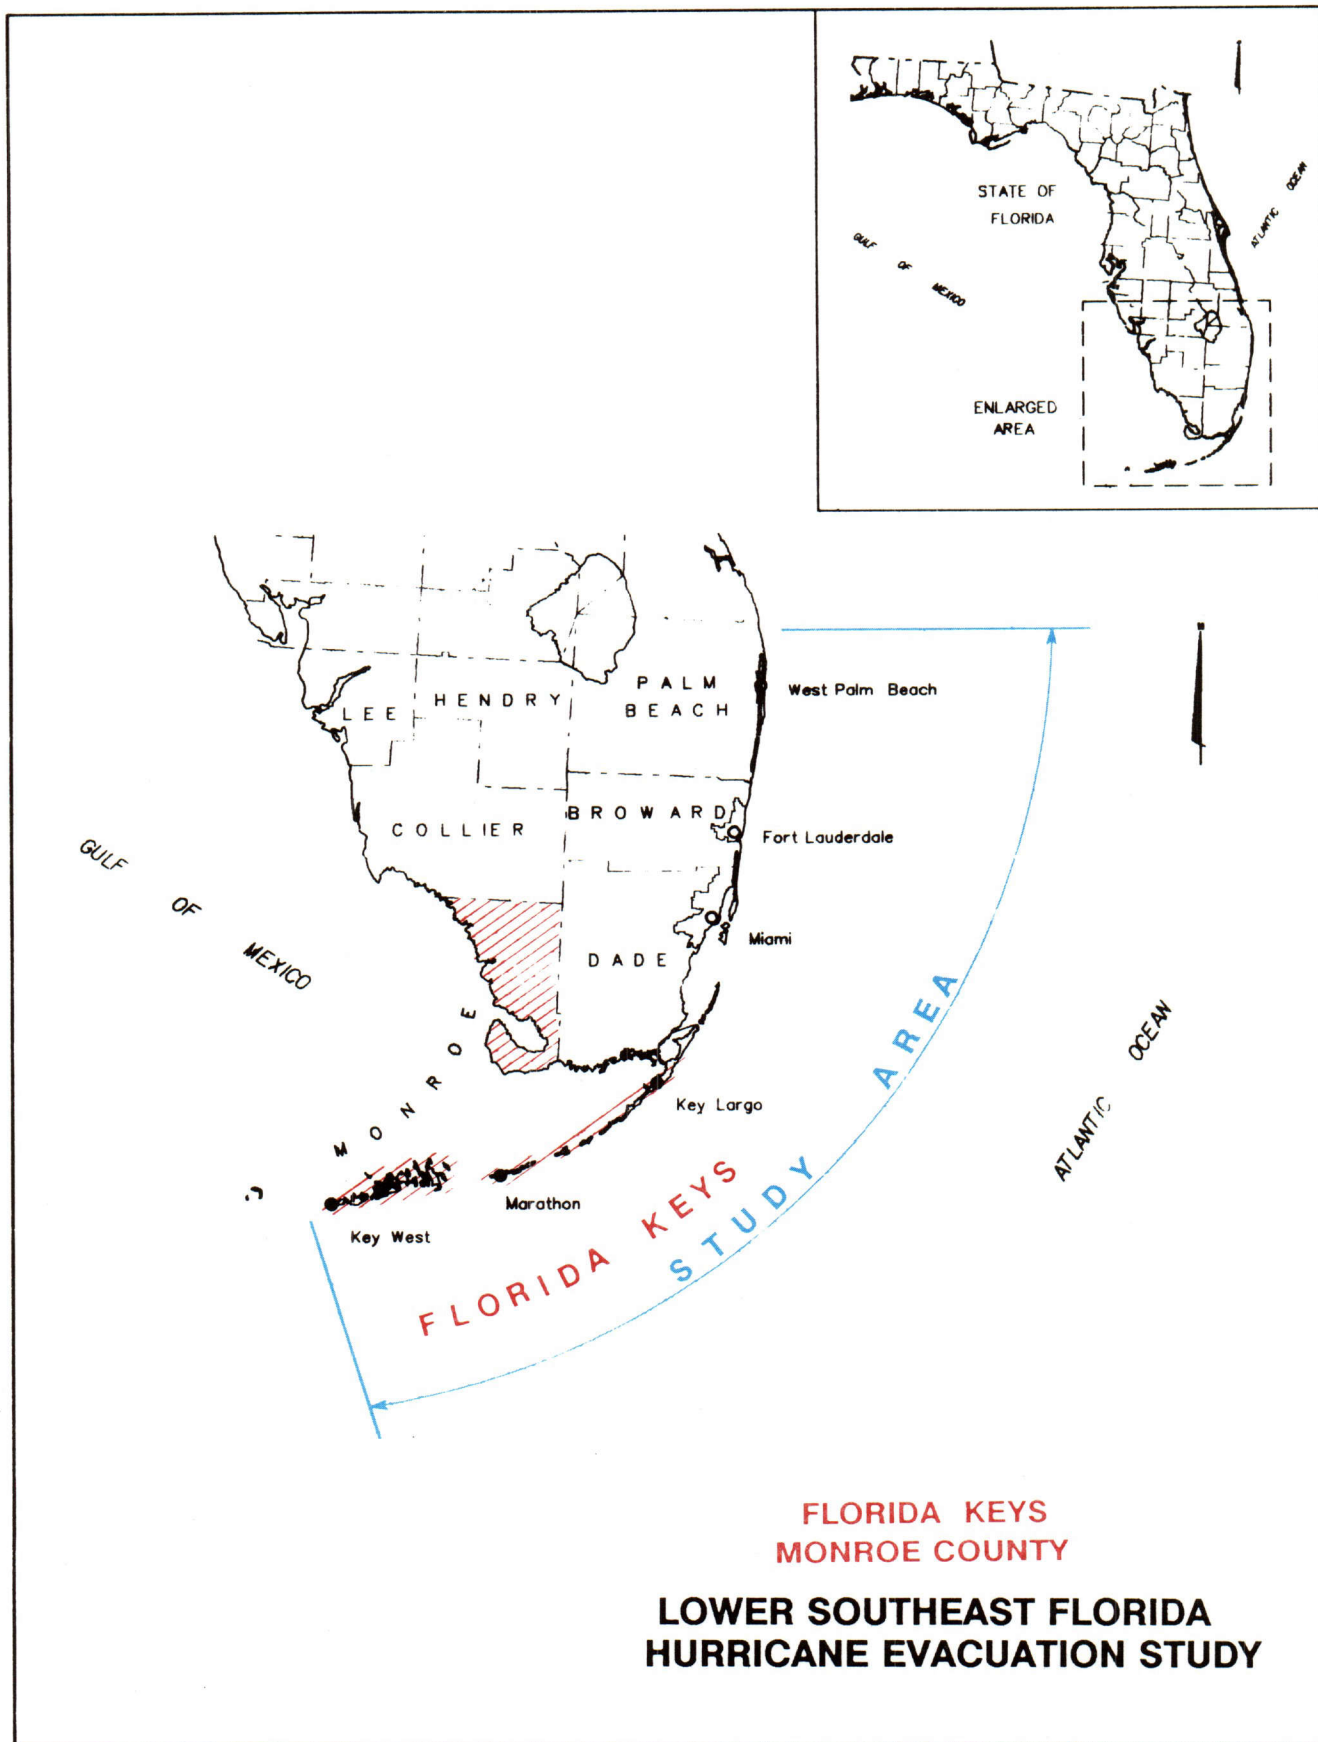 STATE OF
FLORIDA
GULF
OF
MEXICO
ATLANTIC OCEAN
ENLARGED
AREA
PALM
BEACH
West Palm Beach
HENDRY
LEE
BROWARD
COLLIER
Fort Lauderdale
GULF
OF
MEXICO
Miami
DADE
MONROE
ATLANTIC OCEAN
Key Largo
Marathon
Key West
FLORIDA KEYS
STUDY AREA
FLORIDA KEYS
MONROE COUNTY
LOWER SOUTHEAST FLORIDA
HURRICANE EVACUATION STUDY